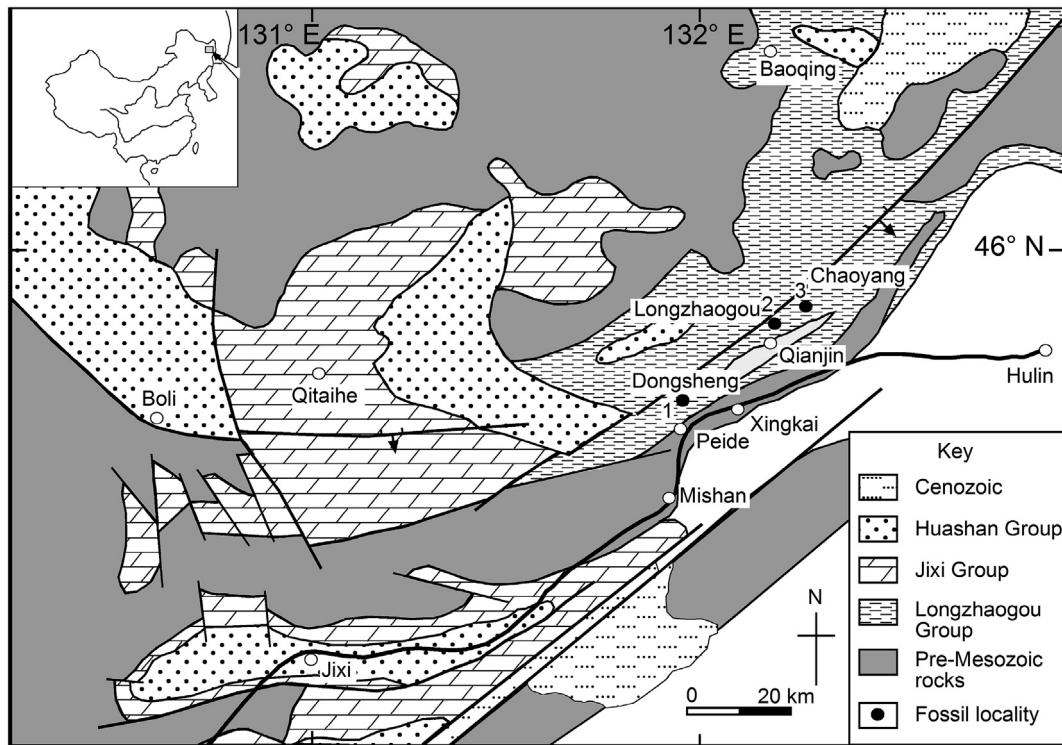 131° E
132° E
Baoqing
46° N
Chaoyang
3
Longzhaogou
2
Qianjin
Hulin
Dongsheng
1
Boli
Qitaihe
Xingkai
Peide
Mishan
Jixi
N
0 20 km
Key
Cenozoic
Huashan Group
Jixi Group
Longzhaogou
Group
Pre-Mesozoic
rocks
Fossil locality